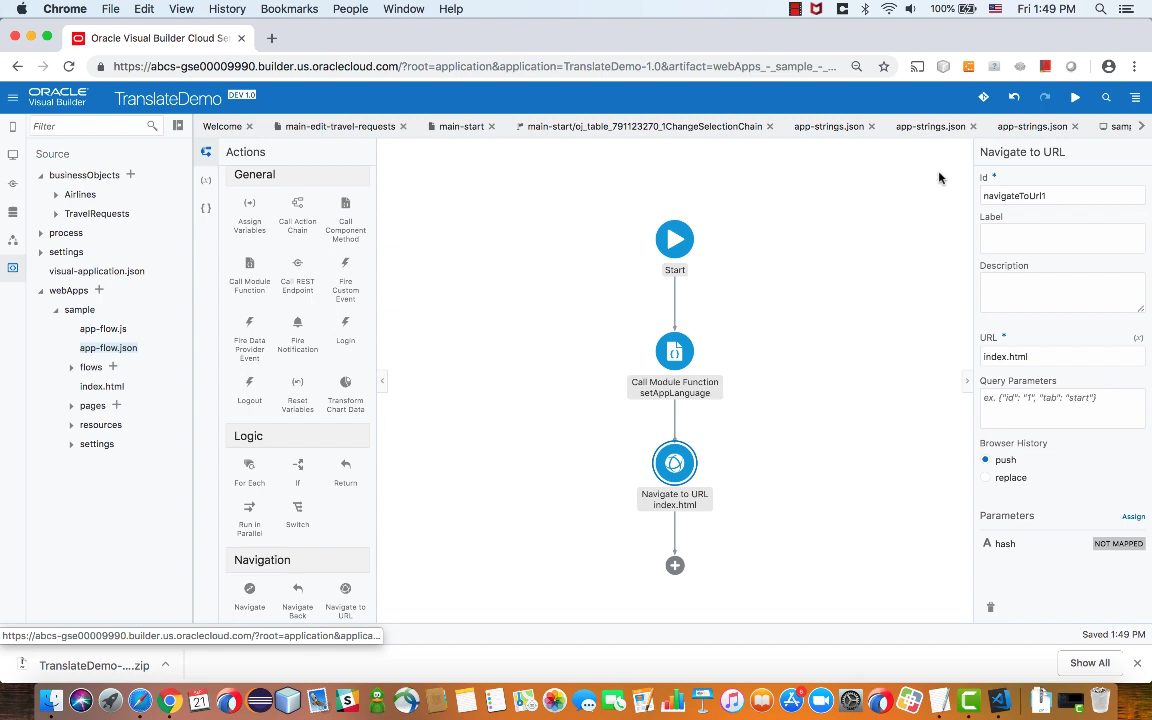 Chrome File Edit View History Bookmarks People Window Help 100% Fri 1:49 PM
Oracle Visual Builder Cloud Se
https://abcs-gse00009990.builder.us.oraclecloud.com/?root=application&application=TranslateDemo-1.0&artifact=webApps_-_sample_-_...
ORACLE
Visual Builder
TranslateDemo DEV 1.0
Filter
Welcome main-edit-travel-requests main-start main-start/oj_table_791123270_1ChangeSelectionChain app-strings.json app-strings.json app-strings.json sam
Source
businessObjects
Airlines
TravelRequests
process
settings
visual-application.json
webApps
sample
app-flow.js
app-flow.json
flows
index.html
pages
resources
settings
Actions
General
Assign
Variables
Call Action
Chain
Call
Component
Method
Call Module
Function
Call REST
Endpoint
Fire
Custom
Event
Fire Data
Provider
Event
Fire
Notification
Login
Logout
Reset
Variables
Transform
Chart Data
Logic
For Each
If
Return
Run in
Parallel
Switch
Navigation
Navigate
Navigate
Back
Navigate to
URL
Start
Call Module Function
setAppLanguage
Navigate to URL
index.html
Navigate to URL
Id *
navigateToUrl1
Label
Description
URL *
(x)
index.html
Query Parameters
ex. {"id": "1", "tab": "start"}
Browser History
push
replace
Parameters Assign
A hash NOT MAPPED
https://abcs-gse00009990.builder.us.oraclecloud.com/?root=application&applica...
Saved 1:49 PM
TranslateDemo-....zip
Show All